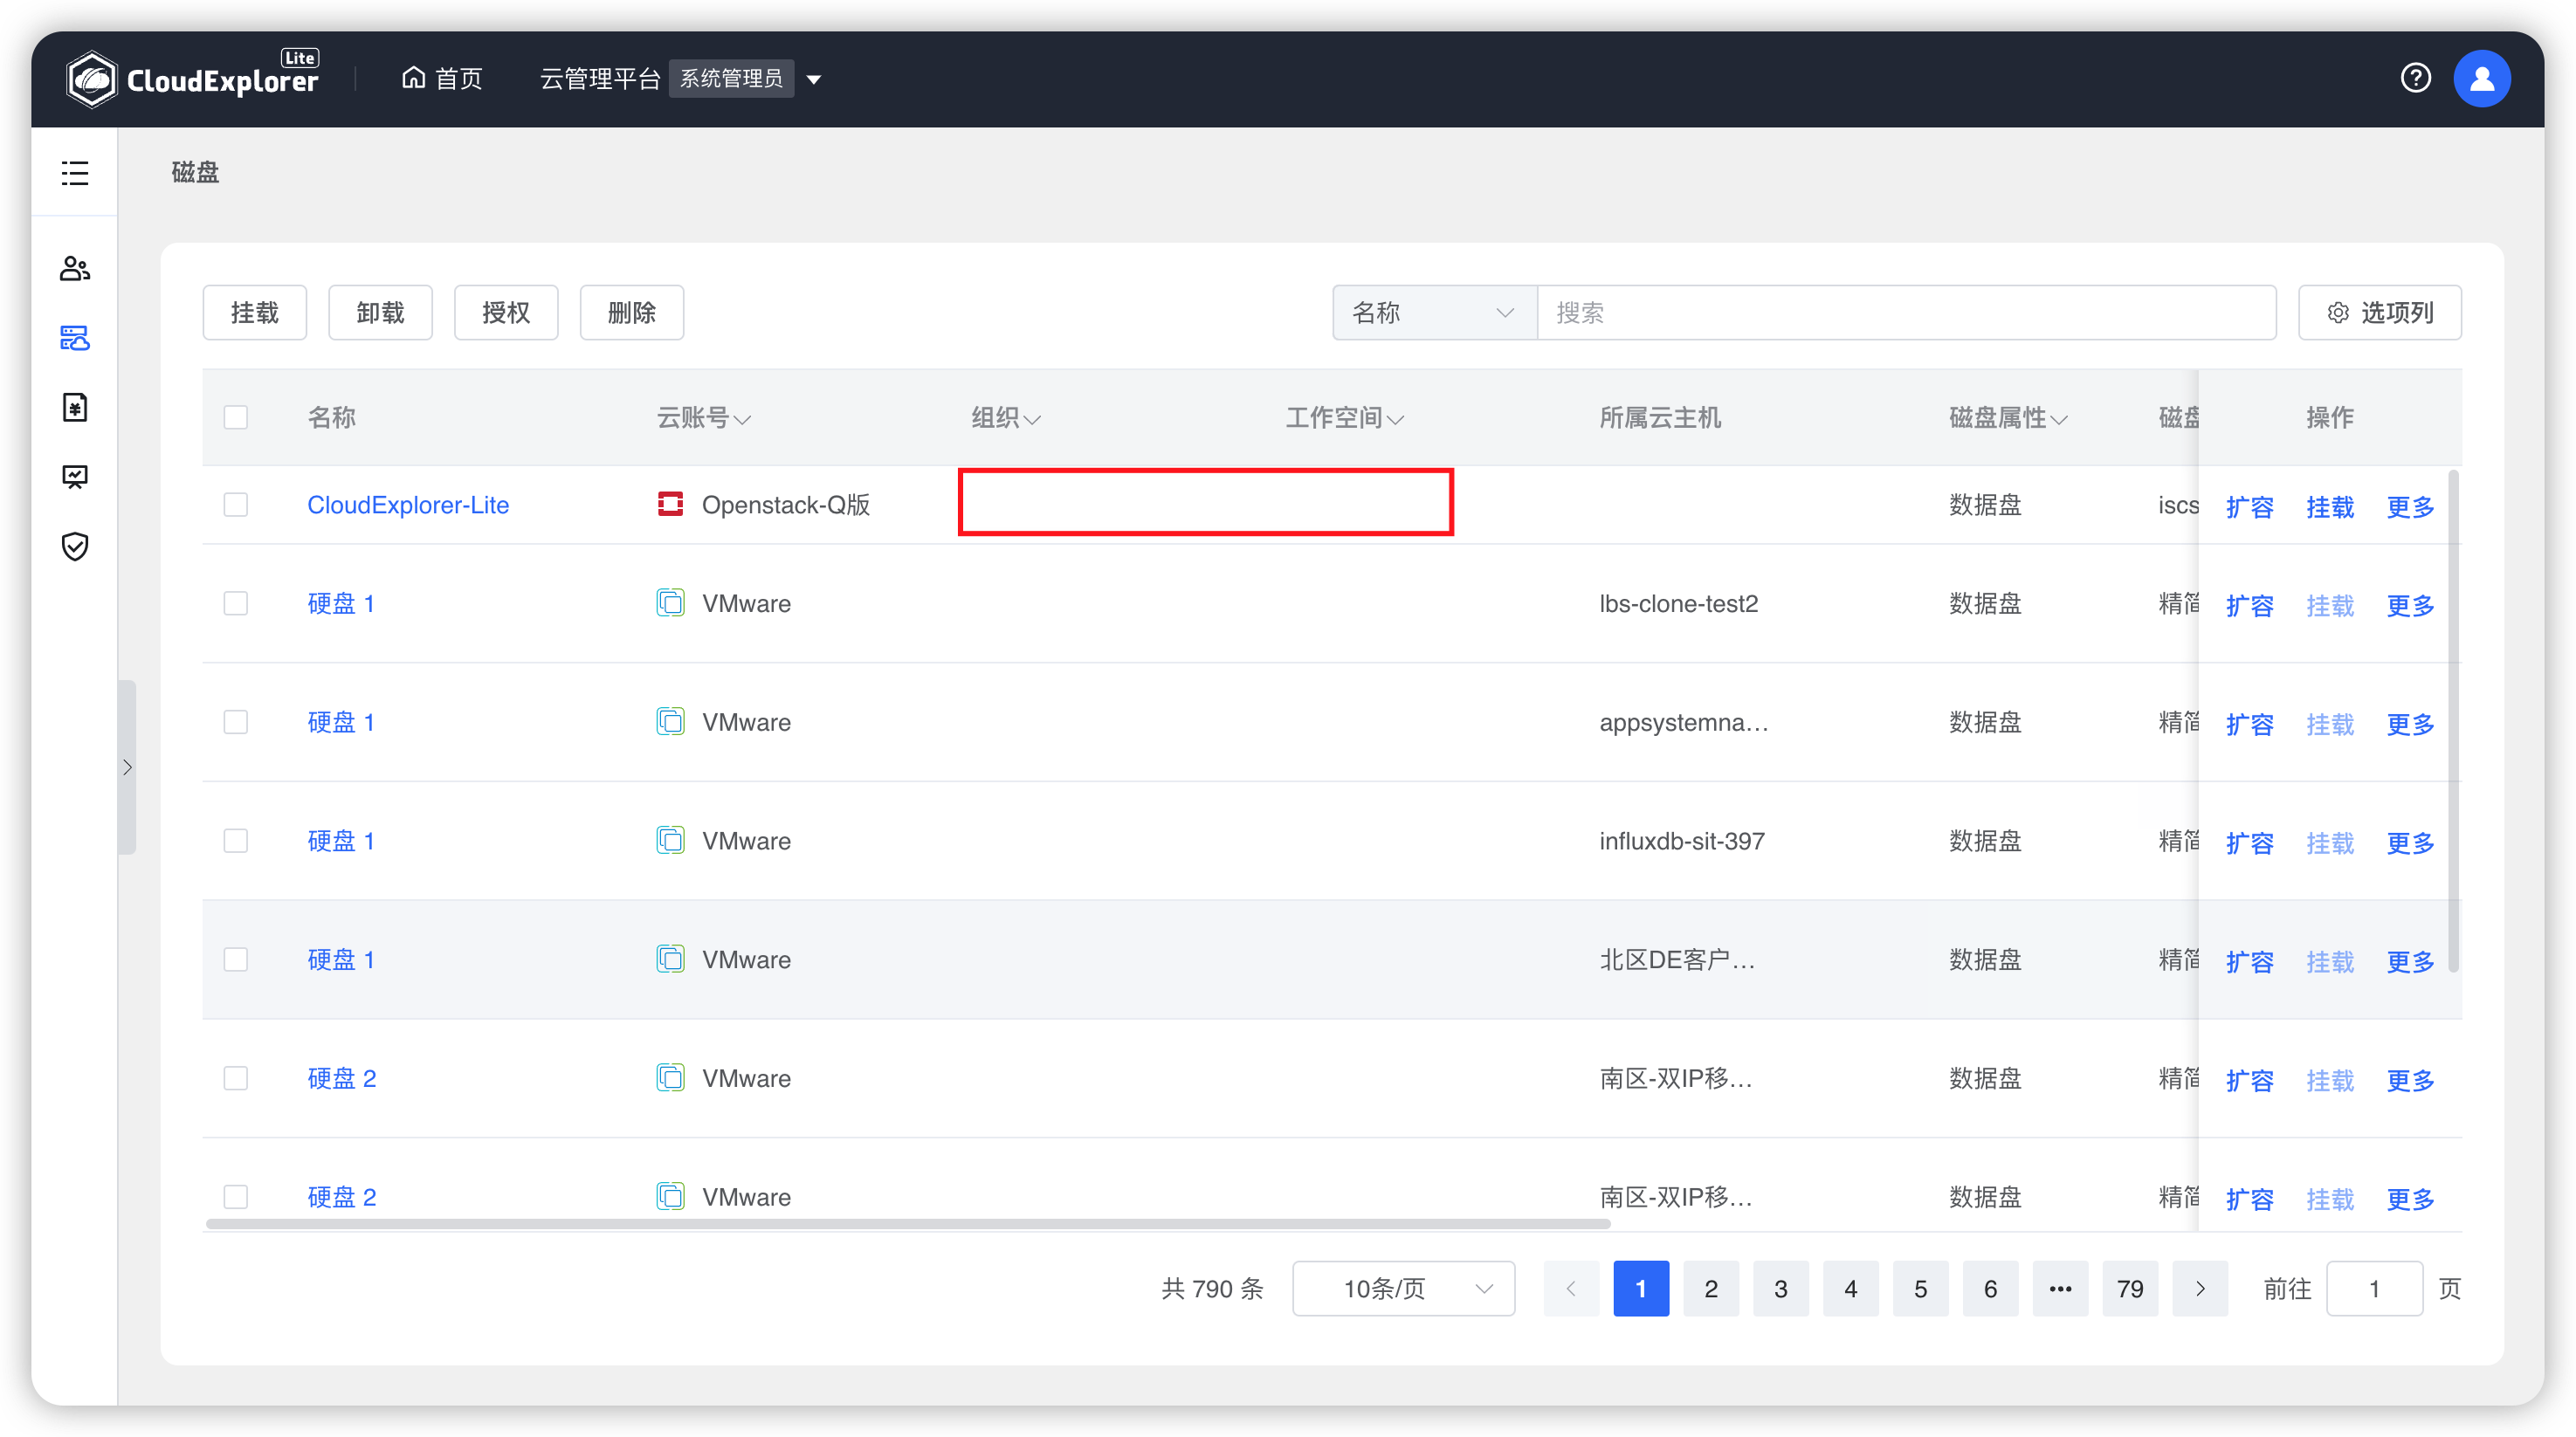 CloudExplorer Lite 首页 云管理平台 系统管理员
磁盘
挂载 卸载 授权 删除 名称 搜索 选项列
名称 云账号 组织 工作空间 所属云主机 磁盘属性 磁盘 操作
CloudExplorer-Lite Openstack-Q版 数据盘 iscs 扩容 挂载 更多
硬盘 1 VMware lbs-clone-test2 数据盘 精简 扩容 挂载 更多
硬盘 1 VMware appsystemna... 数据盘 精简 扩容 挂载 更多
硬盘 1 VMware influxdb-sit-397 数据盘 精简 扩容 挂载 更多
硬盘 1 VMware 北区DE客户... 数据盘 精简 扩容 挂载 更多
硬盘 2 VMware 南区-双IP移... 数据盘 精简 扩容 挂载 更多
硬盘 2 VMware 南区-双IP移... 数据盘 精简 扩容 挂载 更多
共 790 条 10条/页 1 2 3 4 5 6 ... 79 前往 1 页